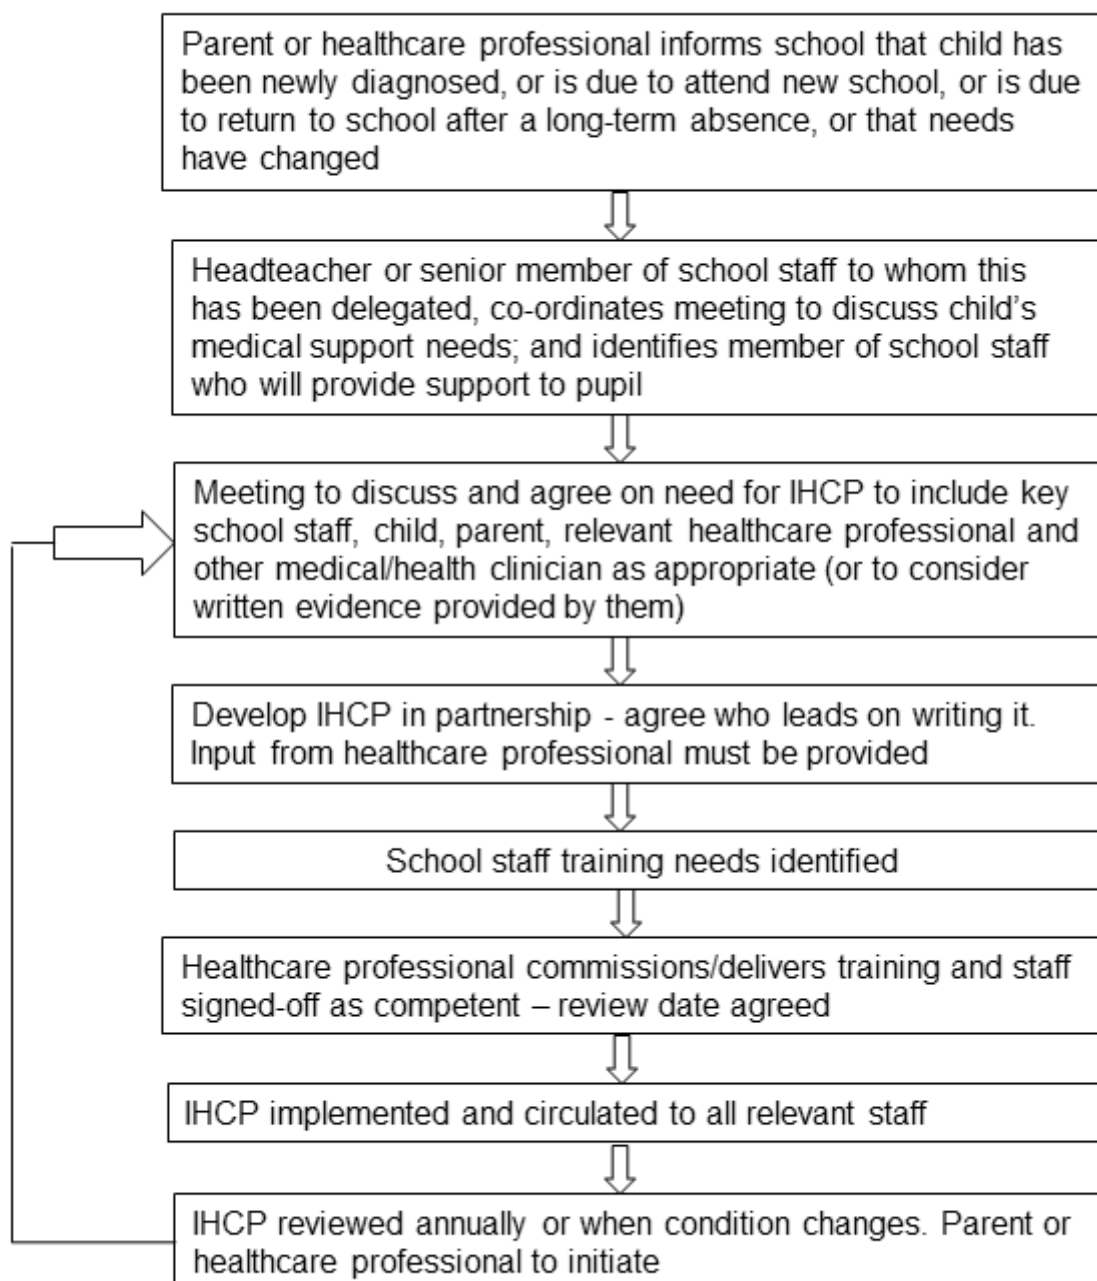 Parent or healthcare professional informs school that child has
been newly diagnosed, or is due to attend new school, or is due
to return to school after a long-term absence, or that needs
have changed
Headteacher or senior member of school staff to whom this
has been delegated, co-ordinates meeting to discuss child's
medical support needs; and identifies member of school staff
who will provide support to pupil
Meeting to discuss and agree on need for IHCP to include key
school staff, child, parent, relevant healthcare professional and
other medical/health clinician as appropriate (or to consider
written evidence provided by them)
Develop IHCP in partnership - agree who leads on writing it.
Input from healthcare professional must be provided
School staff training needs identified
Healthcare professional commissions/delivers training and staff
signed-off as competent – review date agreed
IHCP implemented and circulated to all relevant staff
IHCP reviewed annually or when condition changes. Parent or
healthcare professional to initiate